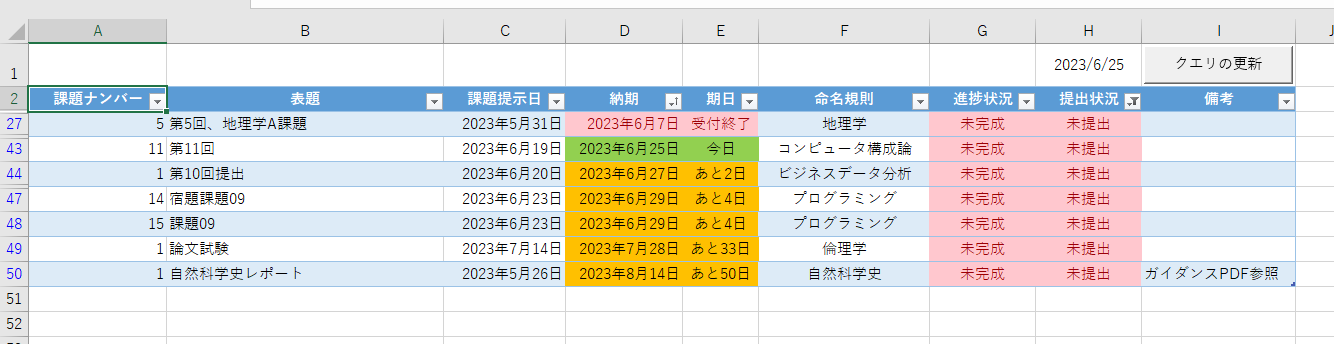 A B C D E F G H I J
1 2023/6/25 クエリの更新
2 課題ナンバー 表題 課題提示日 納期 期日 命名規則 進捗状況 提出状況 備考
27 5 第5回、地理学A課題 2023年5月31日 2023年6月7日 受付終了 地理学 未完成 未提出
43 11 第11回 2023年6月19日 2023年6月25日 今日 コンピュータ構成論 未完成 未提出
44 1 第10回提出 2023年6月20日 2023年6月27日 あと2日 ビジネスデータ分析 未完成 未提出
47 14 宿題課題09 2023年6月23日 2023年6月29日 あと4日 プログラミング 未完成 未提出
48 15 課題09 2023年6月23日 2023年6月29日 あと4日 プログラミング 未完成 未提出
49 1 論文試験 2023年7月14日 2023年7月28日 あと33日 倫理学 未完成 未提出
50 1 自然科学史レポート 2023年5月26日 2023年8月14日 あと50日 自然科学史 未完成 未提出 ガイダンスPDF参照
51
52